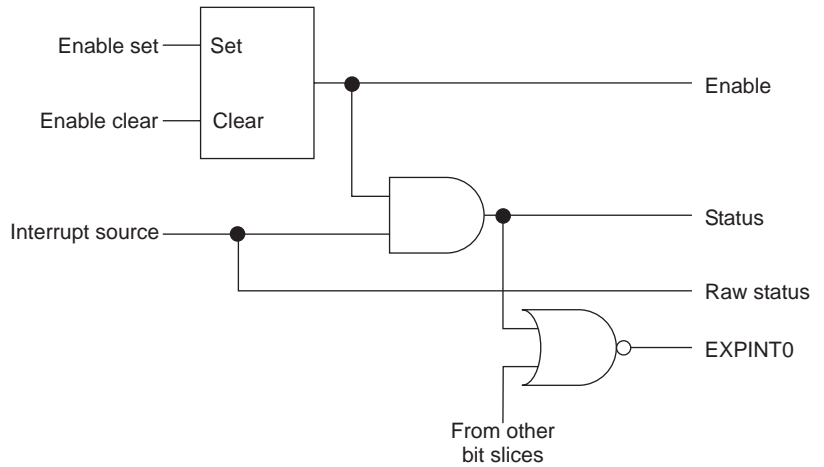 Enable set
Set
Enable
Enable clear
Clear
Interrupt source
Status
Raw status
EXPINT0
From other
bit slices